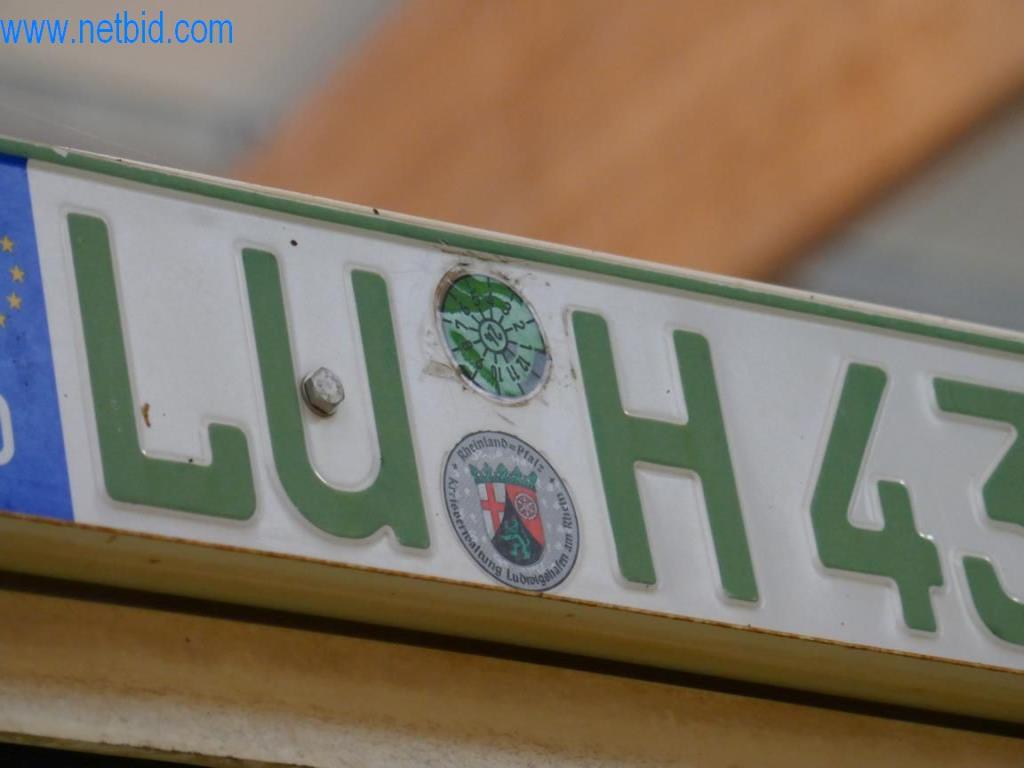 www.netbid.com
LU H 43
Rheinland=Pfalz
Kreisverwaltung Ludwigshafen am Rhein